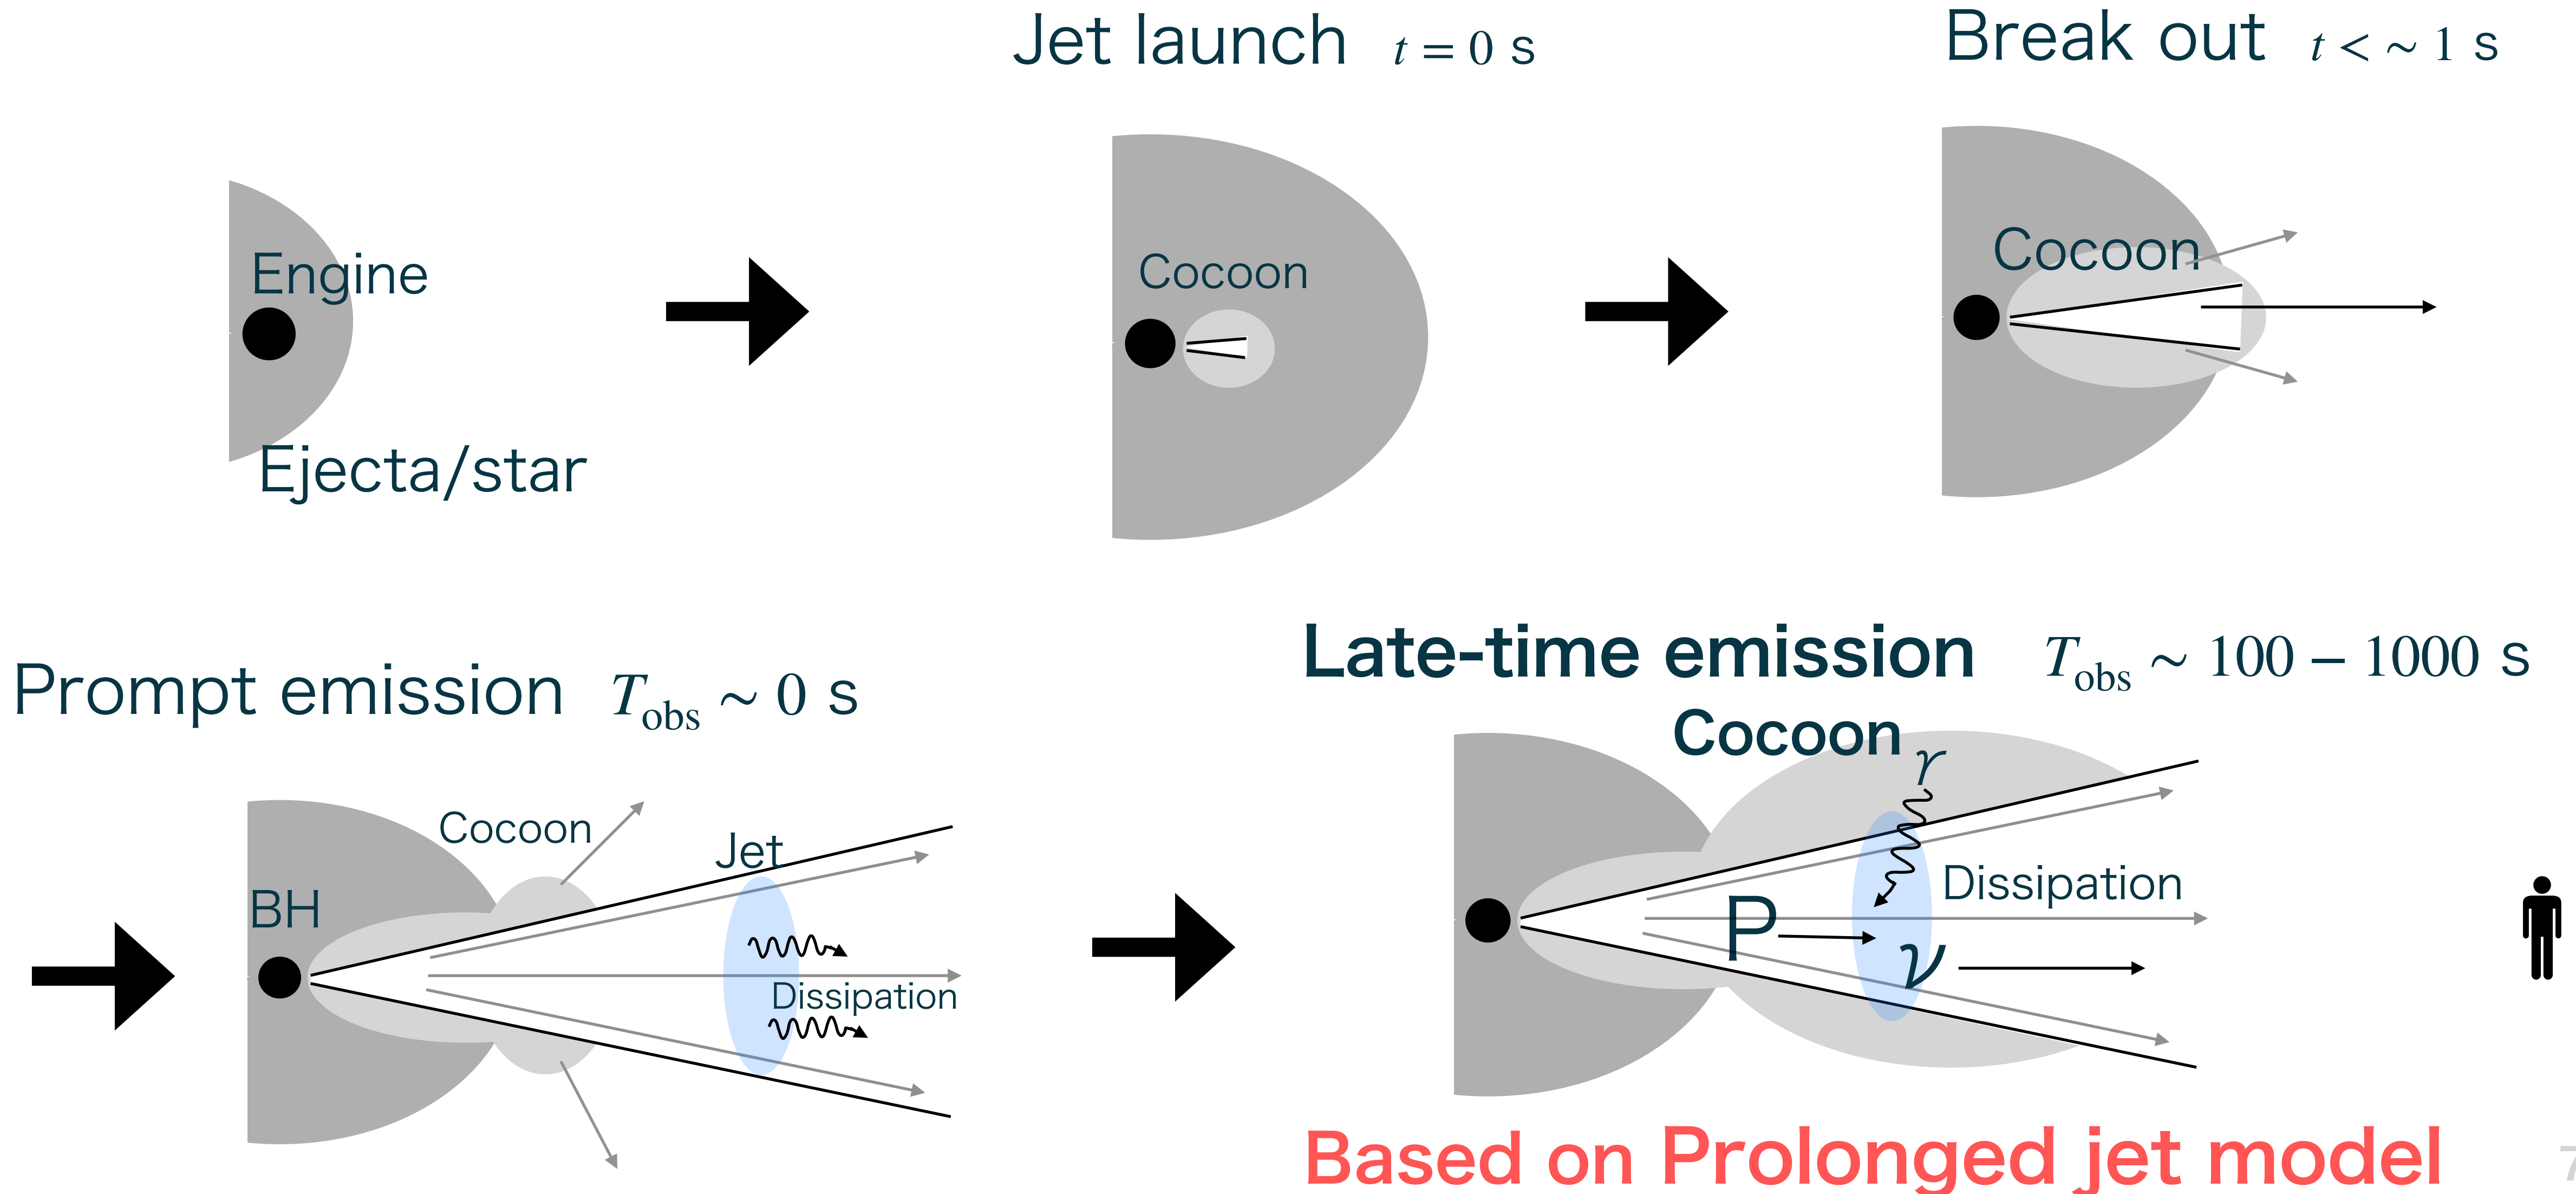 Jet launch t = 0 s
Break out t < ~ 1 s
Engine
Ejecta/star
Cocoon
Cocoon
Prompt emission T_obs ~ 0 s
Late-time emission T_obs ~ 100 – 1000 s
Cocoon
γ
Cocoon
Jet
BH
Dissipation
Dissipation
P
ν
Based on Prolonged jet model
7